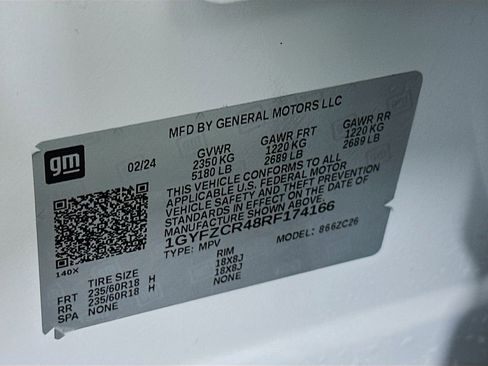 MFD BY GENERAL MOTORS LLC
gm
02/24
GVWR GAWR FRT GAWR RR
2350 KG 1220 KG 1220 KG
5180 LB 2689 LB 2689 LB
THIS VEHICLE CONFORMS TO ALL
APPLICABLE U.S. FEDERAL MOTOR
VEHICLE SAFETY AND THEFT PREVENTION
STANDARDS IN EFFECT ON THE DATE OF
MANUFACTURE SHOWN ABOVE.
1GYFZCR48RF174166
TYPE: MPV MODEL: 866ZC26
140X
TIRE SIZE RIM
FRT 235/60R18 H 18X8J
RR 235/60R18 H 18X8J
SPA NONE NONE